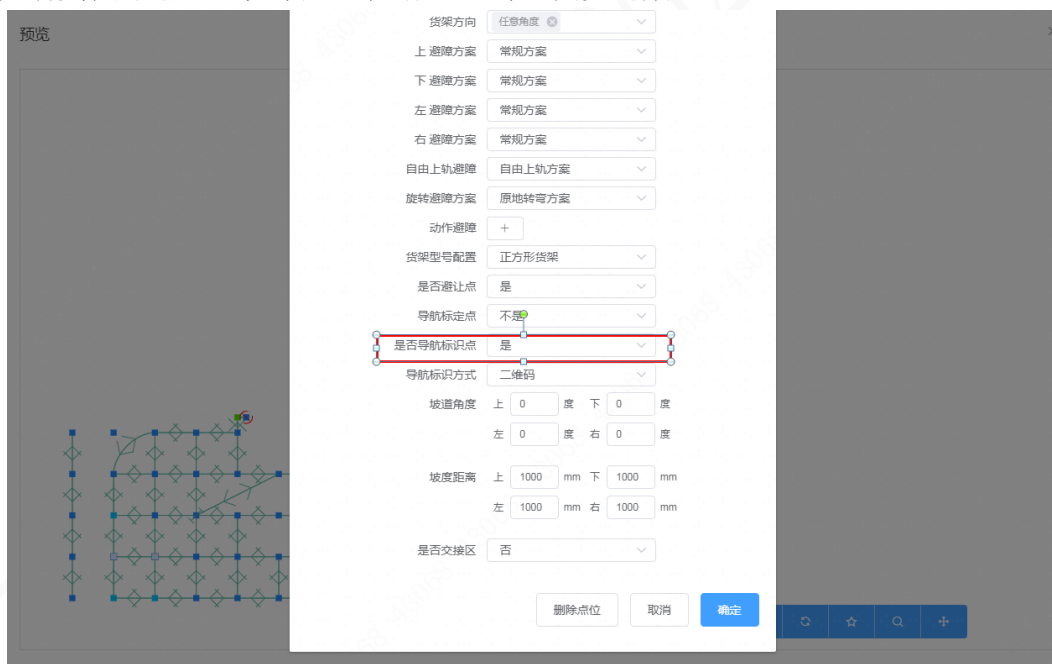 预览
货架方向 任意角度
上 避障方案 常规方案
下 避障方案 常规方案
左 避障方案 常规方案
右 避障方案 常规方案
自由上轨避障 自由上轨方案
旋转避障方案 原地转弯方案
动作避障 +
货架型号配置 正方形货架
是否避让点 是
导航标定点 不是
是否导航标识点 是
导航标识方式 二维码
坡道角度 上 0 度 下 0 度
左 0 度 右 0 度
坡度距离 上 1000 mm 下 1000 mm
左 1000 mm 右 1000 mm
是否交接区 否
删除点位 取消 确定